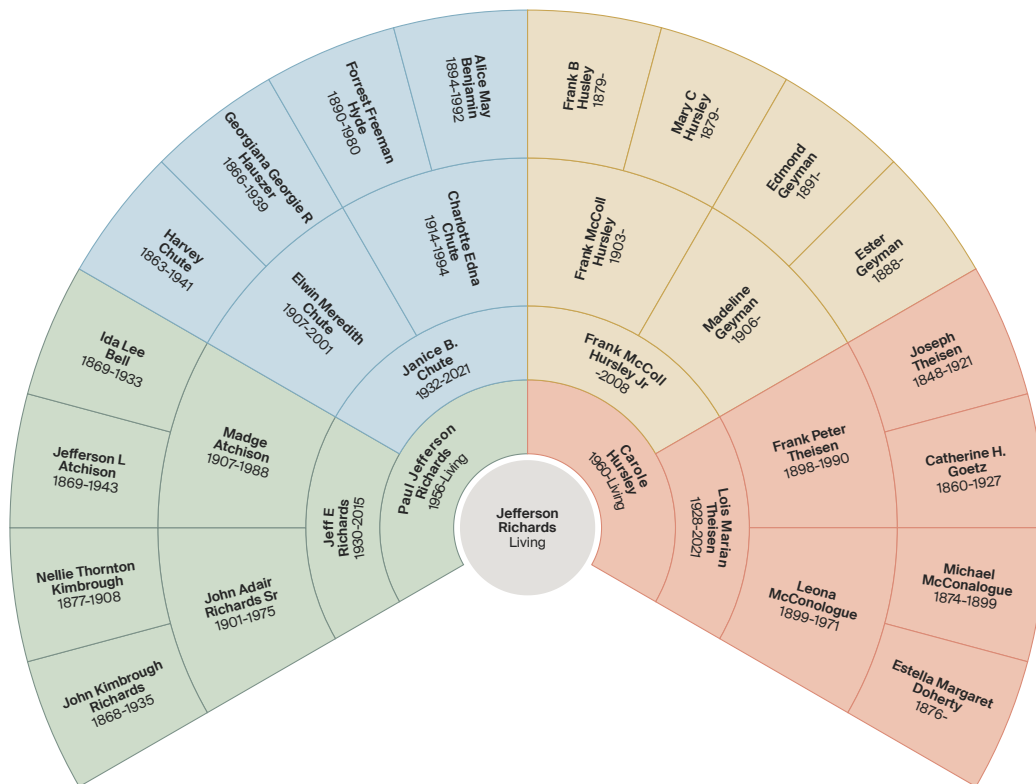 Alice May
Benjamin
1894-1992
Forrest Freeman
Hyde
1890-1980
Georgiana Georgie R
Hauszer
1866-1939
Harvey
Chute
1863-1941
Frank B
Husley
1879-
Mary C
Hursley
1879-
Edmond
Geyman
1891-
Ester
Geyman
1888-
Charlotte Edna
Chute
1914-1994
Elwin Meredith
Chute
1907-2001
Frank McColl
Hursley
1903-
Madeline
Geyman
1906-
Janice B.
Chute
1932-2021
Frank McColl
Hursley Jr
-2008
Ida Lee
Bell
1869-1933
Jefferson L
Atchison
1869-1943
Nellie Thornton
Kimbrough
1877-1908
John Kimbrough
Richards
1868-1935
Madge
Atchison
1907-1988
John Adair
Richards Sr
1901-1975
Jeff E
Richards
1930-2015
Paul Jefferson
Richards
1956-Living
Jefferson
Richards
Living
Carole
Hursley
1960-Living
Lois Marian
Theisen
1928-2021
Frank Peter
Theisen
1898-1990
Leona
McConologue
1899-1971
Joseph
Theisen
1848-1921
Catherine H.
Goetz
1860-1927
Michael
McConalogue
1874-1899
Estella Margaret
Doherty
1876-